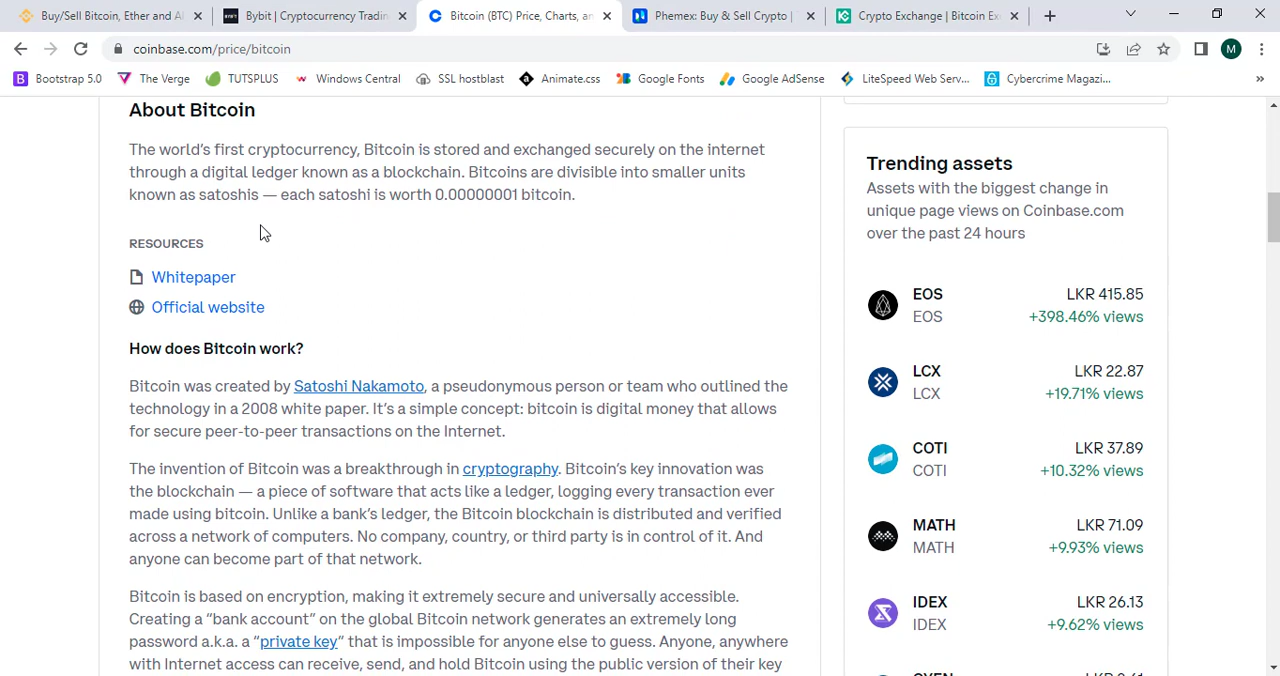 Buy/Sell Bitcoin, Ether and Al
Bybit | Cryptocurrency Tradin
Bitcoin (BTC) Price, Charts, an
Phemex: Buy & Sell Crypto |
Crypto Exchange | Bitcoin Ex
coinbase.com/price/bitcoin
M
Bootstrap 5.0
The Verge
TUTSPLUS
Windows Central
SSL hostblast
Animate.css
Google Fonts
Google AdSense
LiteSpeed Web Serv...
Cybercrime Magazi...
About Bitcoin
The world's first cryptocurrency, Bitcoin is stored and exchanged securely on the internet
through a digital ledger known as a blockchain. Bitcoins are divisible into smaller units
known as satoshis — each satoshi is worth 0.00000001 bitcoin.
RESOURCES
Whitepaper
Official website
How does Bitcoin work?
Bitcoin was created by Satoshi Nakamoto, a pseudonymous person or team who outlined the
technology in a 2008 white paper. It's a simple concept: bitcoin is digital money that allows
for secure peer-to-peer transactions on the Internet.
The invention of Bitcoin was a breakthrough in cryptography. Bitcoin's key innovation was
the blockchain — a piece of software that acts like a ledger, logging every transaction ever
made using bitcoin. Unlike a bank's ledger, the Bitcoin blockchain is distributed and verified
across a network of computers. No company, country, or third party is in control of it. And
anyone can become part of that network.
Bitcoin is based on encryption, making it extremely secure and universally accessible.
Creating a “bank account” on the global Bitcoin network generates an extremely long
password a.k.a. a “private key” that is impossible for anyone else to guess. Anyone, anywhere
with Internet access can receive, send, and hold Bitcoin using the public version of their key
Trending assets
Assets with the biggest change in
unique page views on Coinbase.com
over the past 24 hours
EOS LKR 415.85
EOS +398.46% views
LCX LKR 22.87
LCX +19.71% views
COTI LKR 37.89
COTI +10.32% views
MATH LKR 71.09
MATH +9.93% views
IDEX LKR 26.13
IDEX +9.62% views